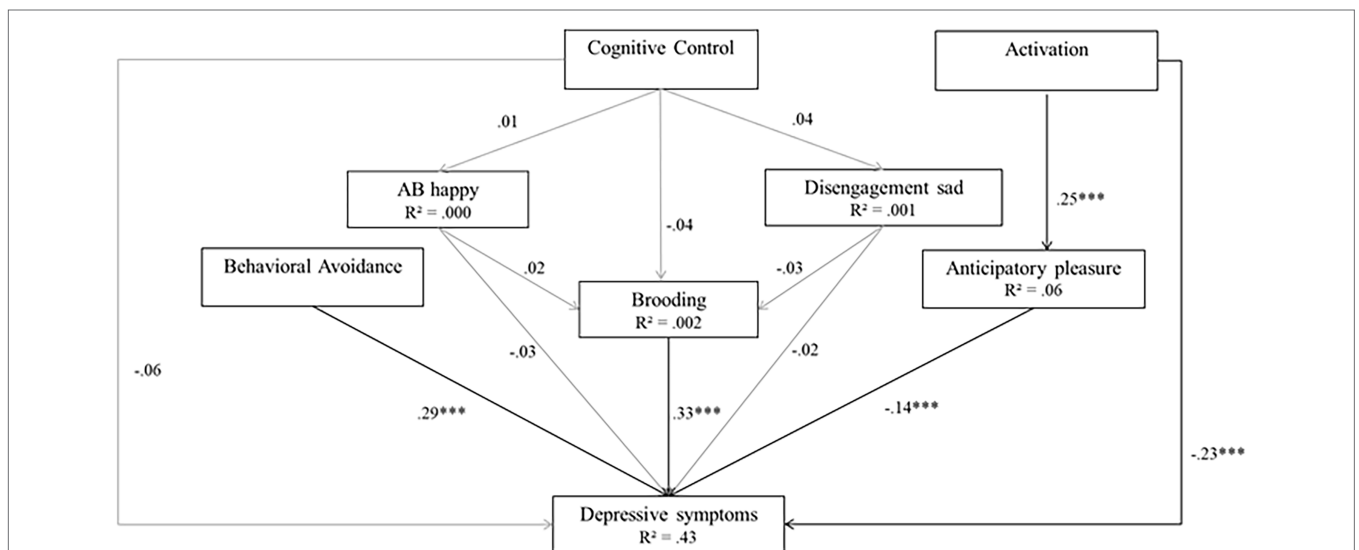 Cognitive Control
Activation
.01
.04
AB happy
R² = .000
Disengagement sad
R² = .001
-.04
.25***
Behavioral Avoidance
.02
-.03
Anticipatory pleasure
R² = .06
Brooding
R² = .002
-.03
-.02
-.06
.29***
.33***
-.14***
-.23***
Depressive symptoms
R² = .43